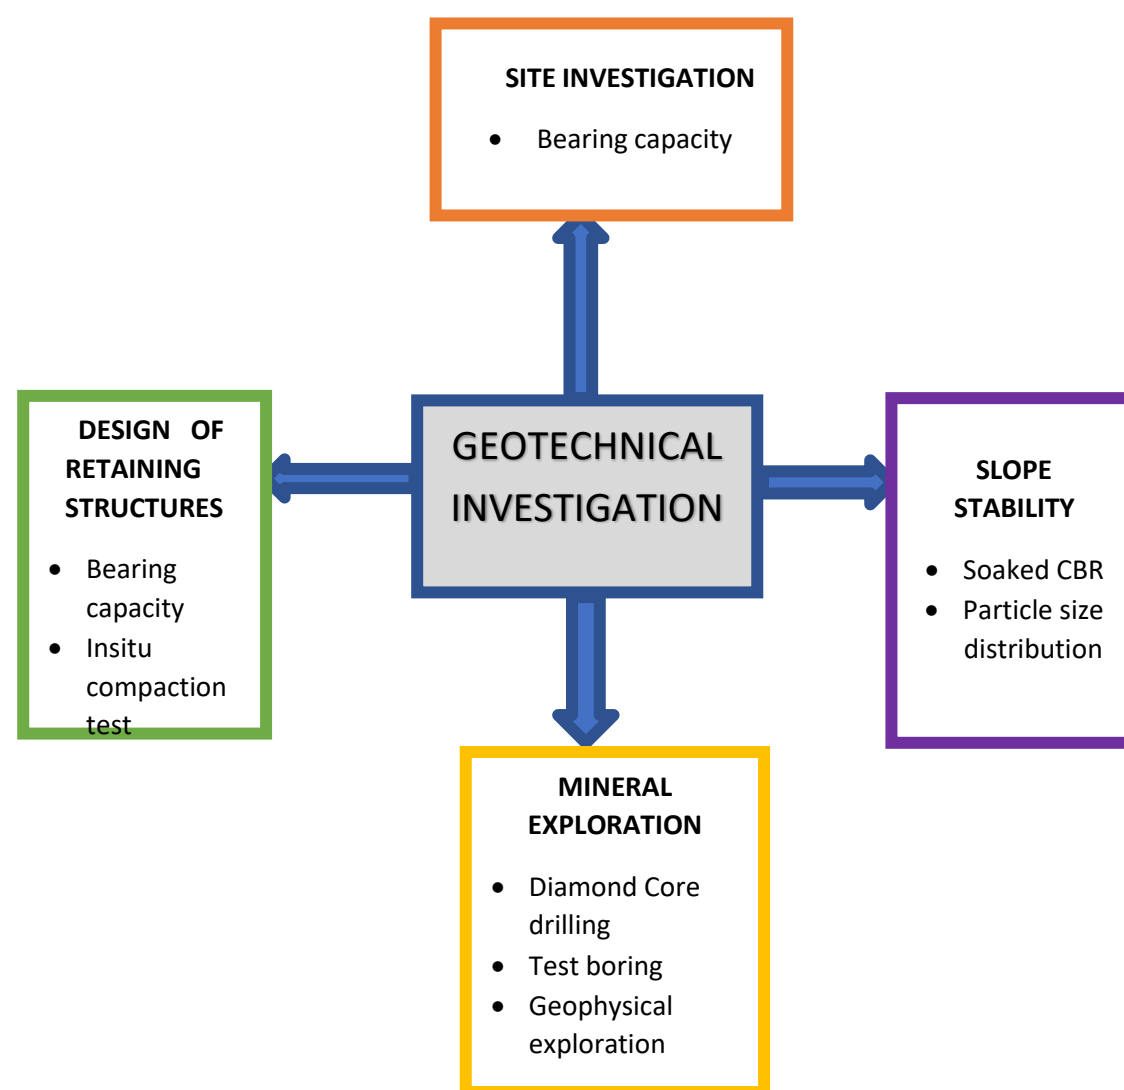 SITE INVESTIGATION
• Bearing capacity
GEOTECHNICAL
INVESTIGATION
DESIGN OF
RETAINING
STRUCTURES
• Bearing
capacity
• Insitu
compaction
test
SLOPE
STABILITY
• Soaked CBR
• Particle size
distribution
MINERAL
EXPLORATION
• Diamond Core
drilling
• Test boring
• Geophysical
exploration